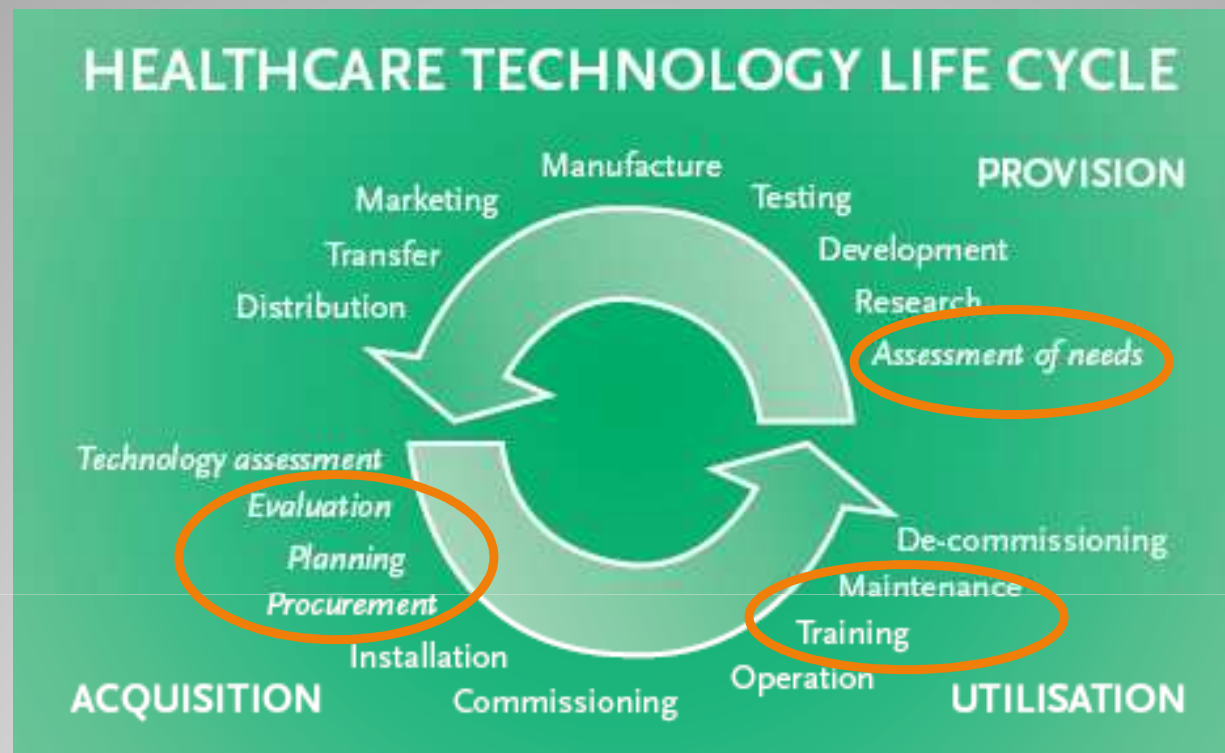 HEALTHCARE TECHNOLOGY LIFE CYCLE
PROVISION
Manufacture
Marketing
Testing
Transfer
Development
Distribution
Research
Assessment of needs
Technology assessment
Evaluation
Planning
Procurement
Installation
Commissioning
ACQUISITION
De-commissioning
Maintenance
Training
Operation
UTILISATION